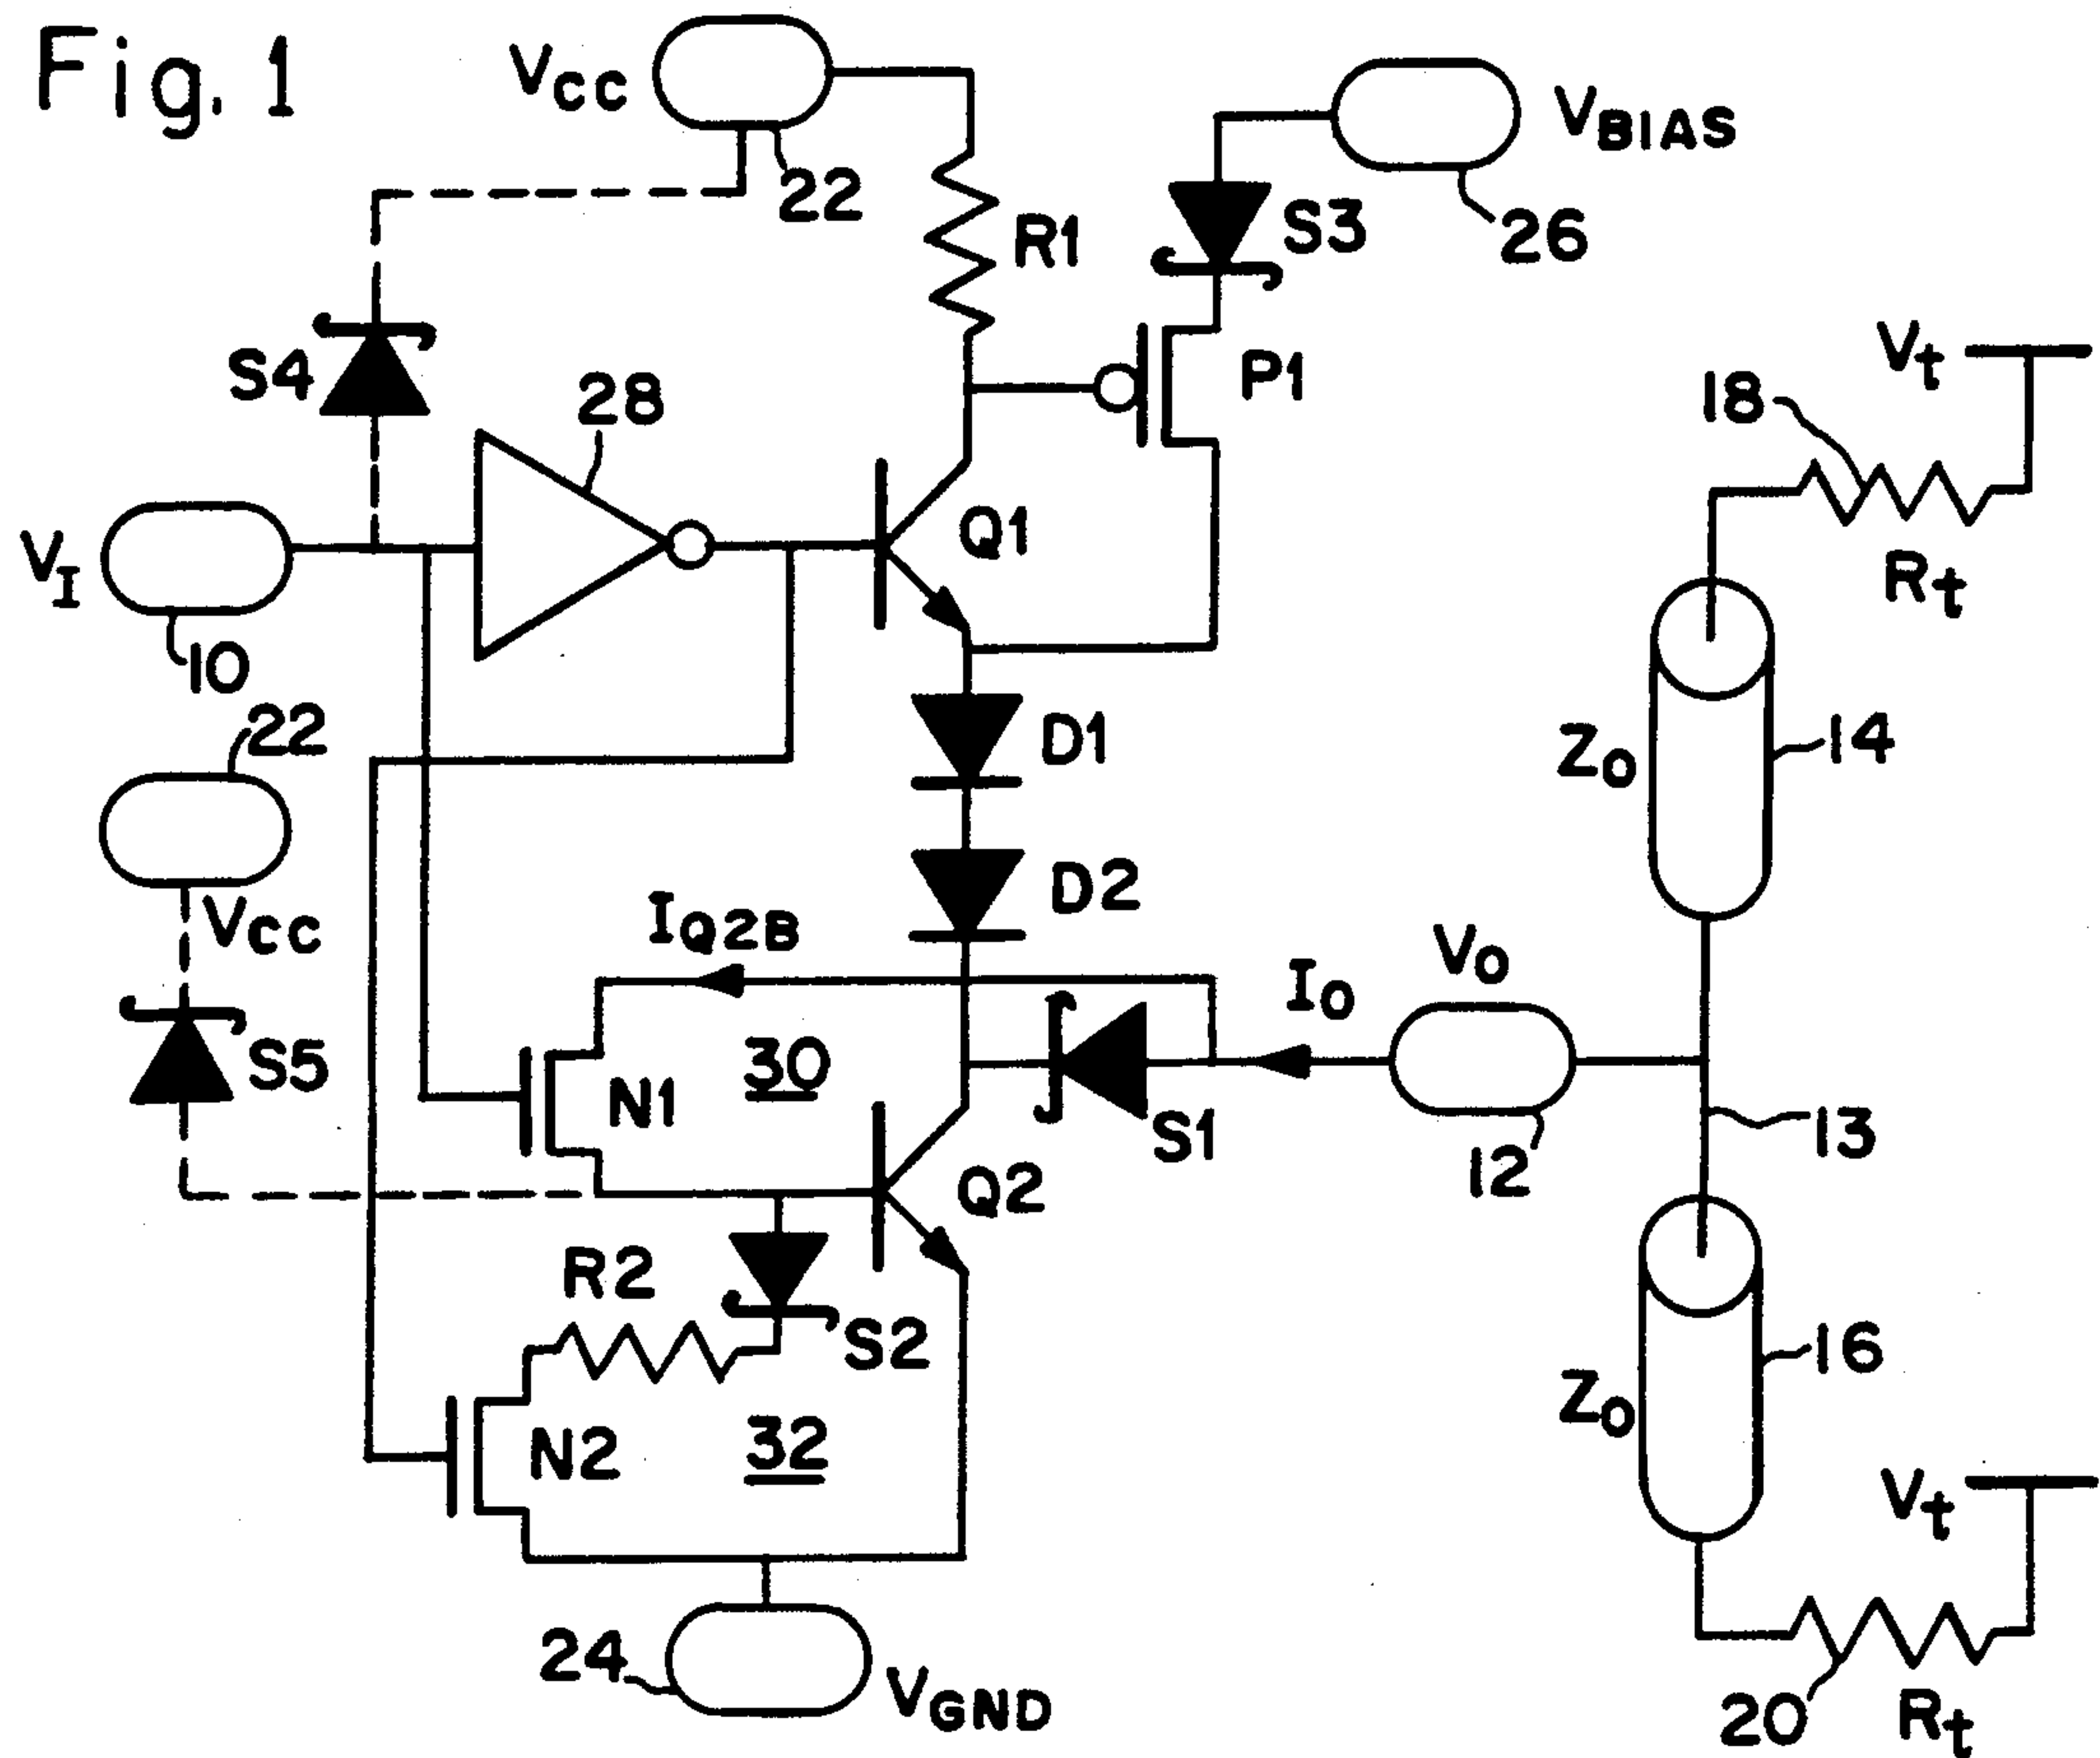 Fig. 1
VCC
22
VBIAS
26
R1
S3
S4
28
P1
Vt
18
Rt
VI
10
Q1
22
VCC
D1
Z0
14
D2
IQ2B
VO
IO
S5
N1
30
S1
12
13
Q2
R2
S2
N2
32
Z0
16
Vt
24
VGND
20
Rt